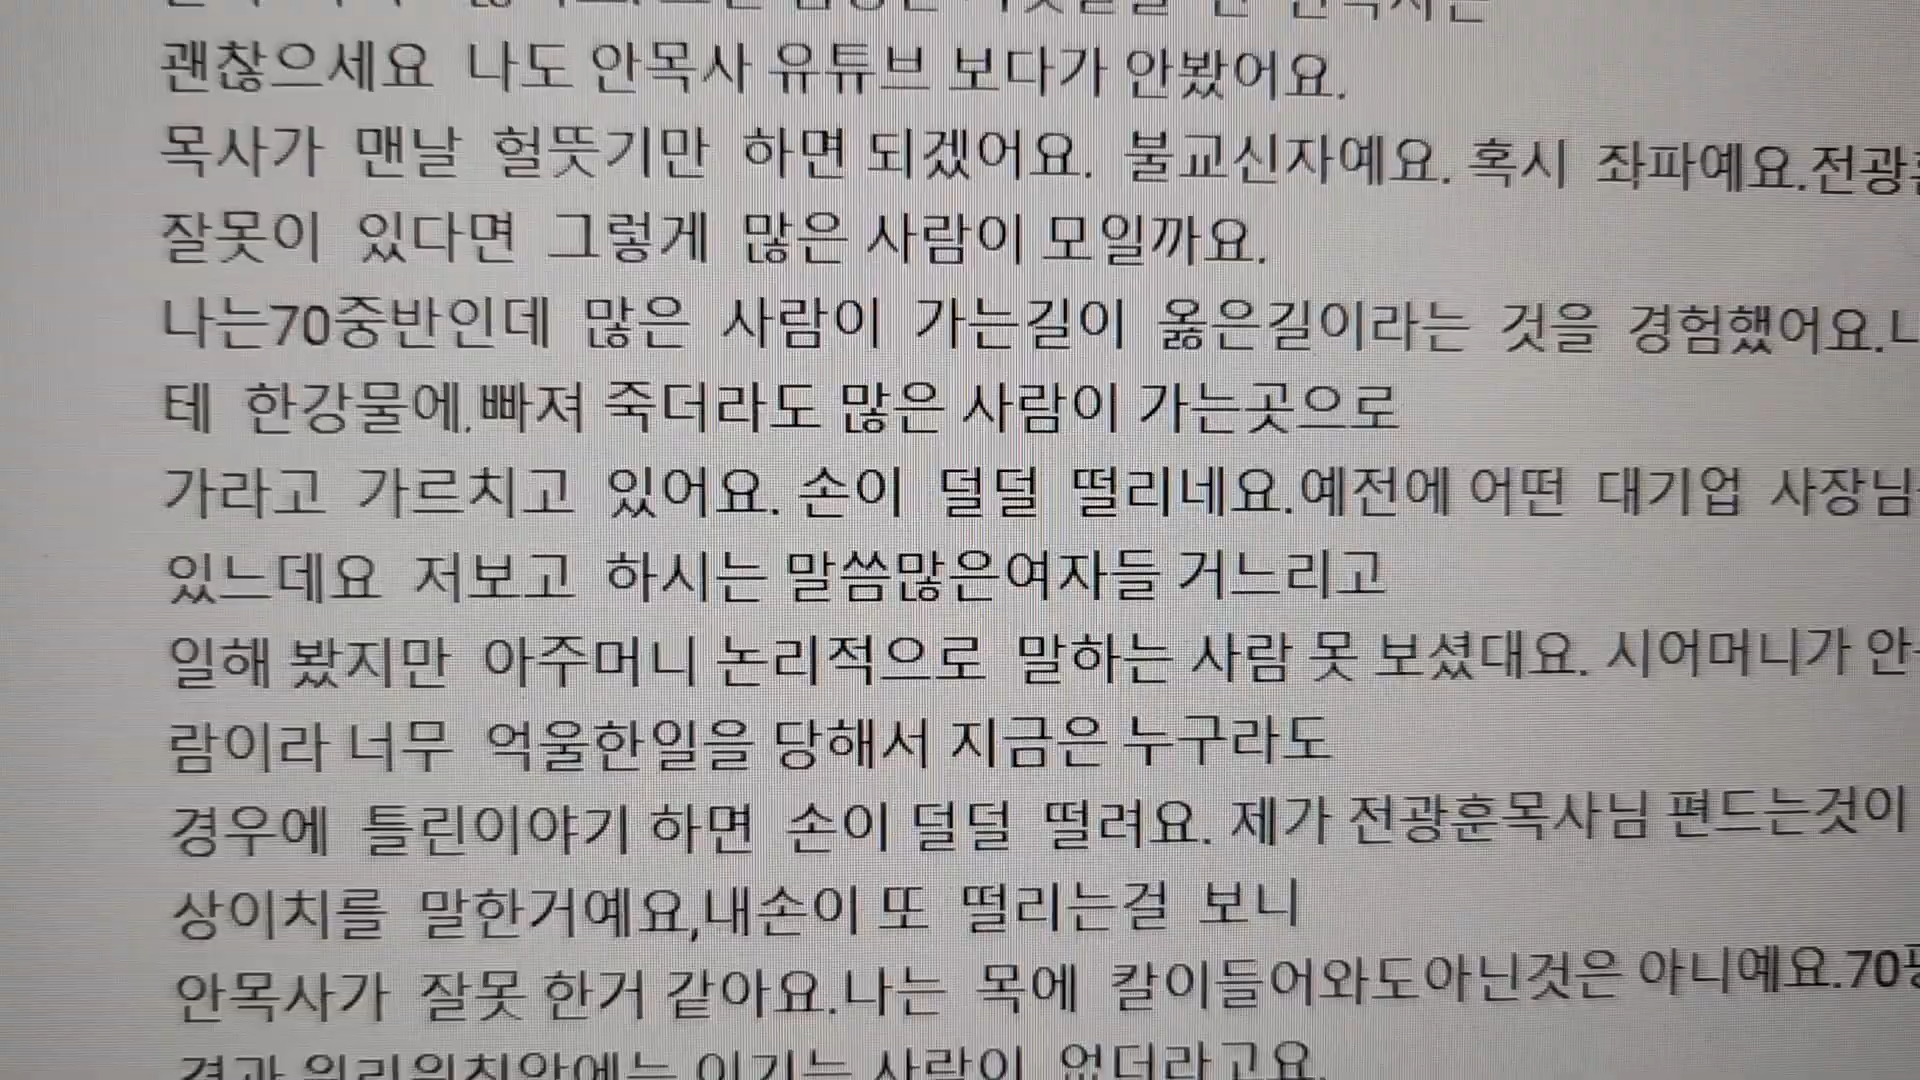 괜찮으세요 나도 안목사 유튜브 보다가 안봤어요.
목사가 맨날 헐뜻기만 하면 되겠어요. 불교신자예요. 혹시 좌파예요.전광
잘못이 있다면 그렇게 많은 사람이 모일까요.
나는70중반인데 많은 사람이 가는길이 옳은길이라는 것을 경험했어요.
테 한강물에.빠져 죽더라도 많은 사람이 가는곳으로
가라고 가르치고 있어요. 손이 덜덜 떨리네요.예전에 어떤 대기업 사장님
있느데요 저보고 하시는 말씀많은여자들 거느리고
일해 봤지만 아주머니 논리적으로 말하는 사람 못 보셨대요. 시어머니가 안
람이라 너무 억울한일을 당해서 지금은 누구라도
경우에 틀린이야기 하면 손이 덜덜 떨려요. 제가 전광훈목사님 편드는것이
상이치를 말한거예요,내손이 또 떨리는걸 보니
안목사가 잘못 한거 같아요.나는 목에 칼이들어와도아닌것은 아니예요.70
이기는 사람이 없더라고요.